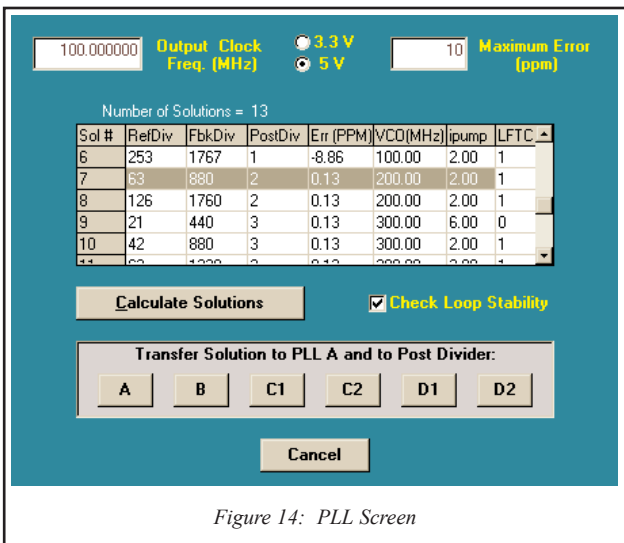 100.000000 Output Clock Freq. (MHz) 3.3 V 5 V 10 Maximum Error (ppm)
Number of Solutions = 13
Sol # RefDiv FbkDiv PostDiv Err (PPM) VCO(MHz) ipump LFTC
6 253 1767 1 -8.86 100.00 2.00 1
7 63 880 2 0.13 200.00 2.00 1
8 126 1760 2 0.13 200.00 2.00 1
9 21 440 3 0.13 300.00 6.00 0
10 42 880 3 0.13 300.00 2.00 1
Calculate Solutions Check Loop Stability
Transfer Solution to PLL A and to Post Divider:
A B C1 C2 D1 D2
Cancel
Figure 14: PLL Screen